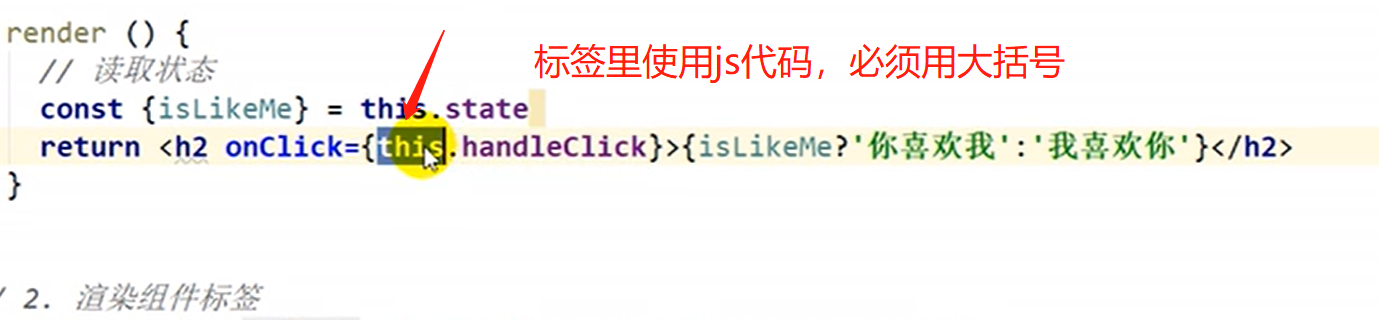 render () {
// 读取状态
标签里使用js代码，必须用大括号
const {isLikeMe} = this.state
return <h2 onClick={this.handleClick}>{isLikeMe?'你喜欢我':'我喜欢你'}</h2>
}
/ 2. 渲染组件标签